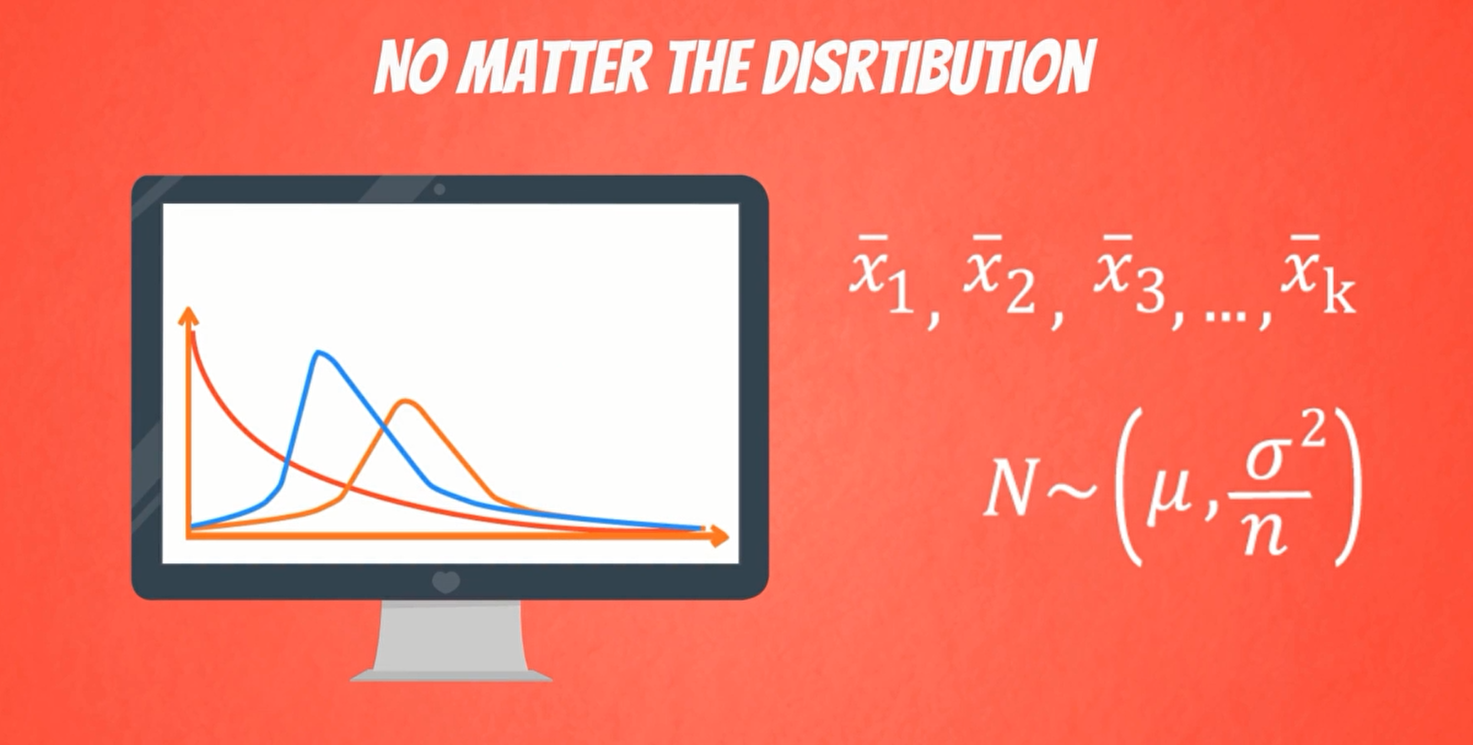 NO MATTER THE DISRTIBUTION
x̄₁, x̄₂, x̄₃,...,x̄ₖ
N~(μ, σ²/n)